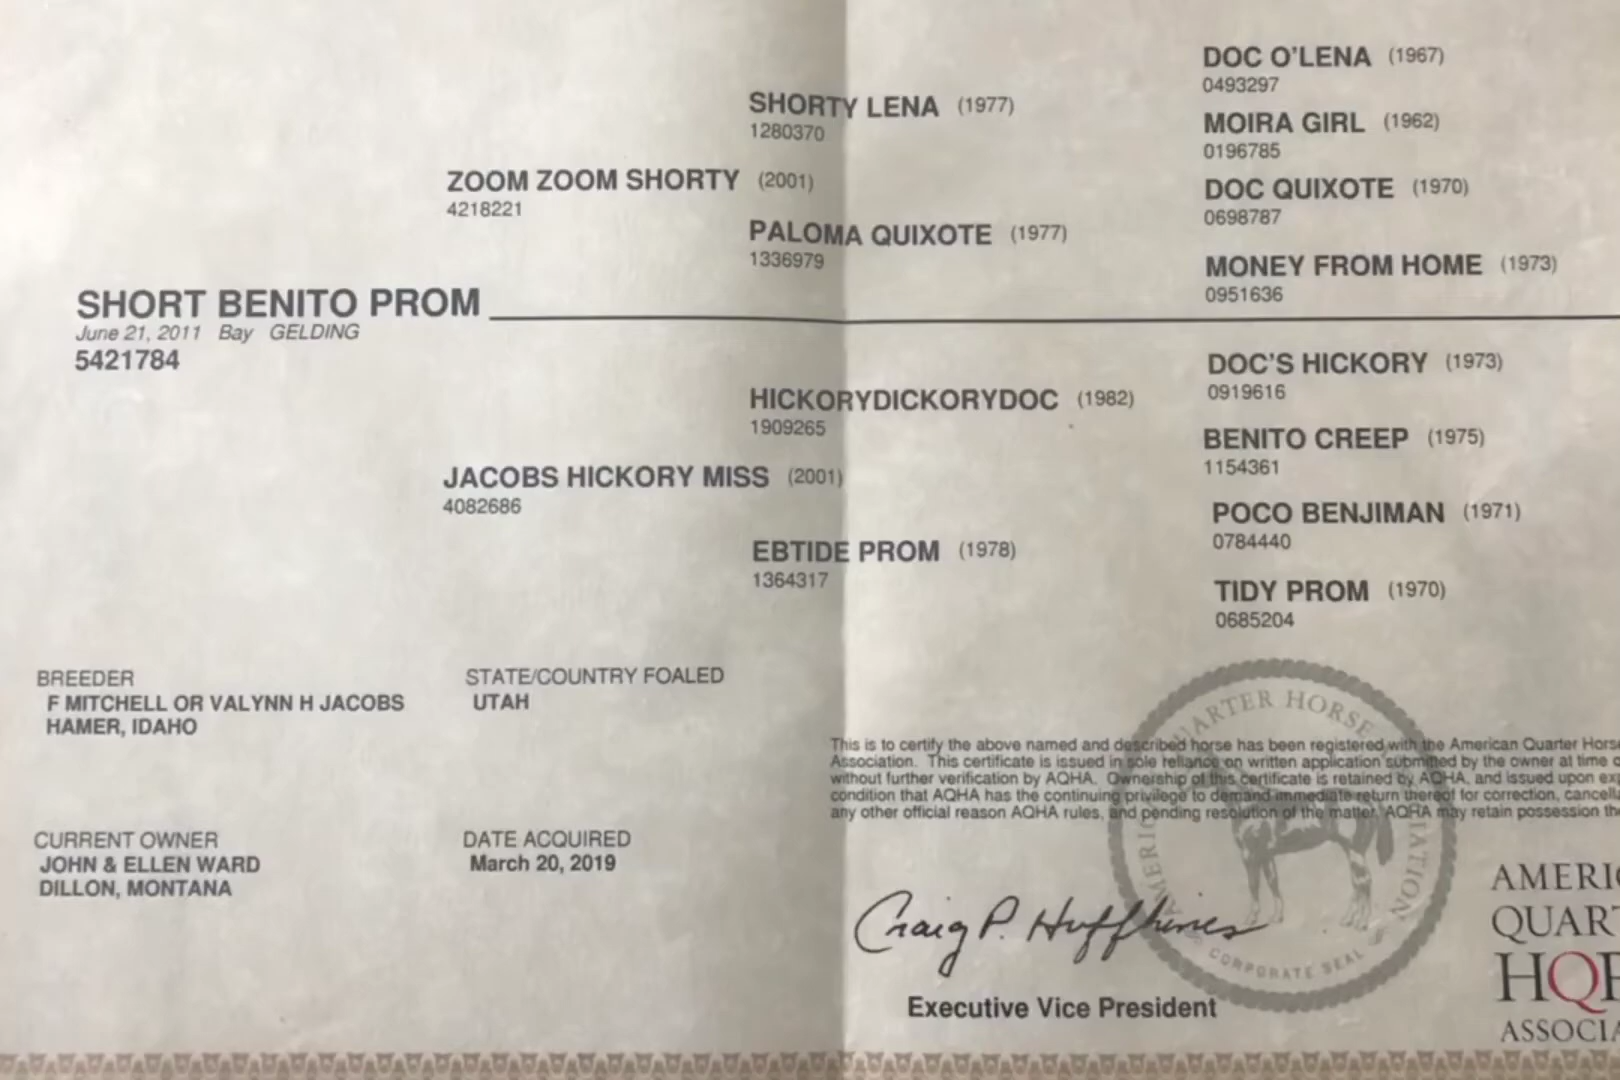 DOC O'LENA (1967)
0493297
SHORTY LENA (1977)
1280370
MOIRA GIRL (1962)
0196785
ZOOM ZOOM SHORTY (2001)
4218221
DOC QUIXOTE (1970)
0698787
PALOMA QUIXOTE (1977)
1336979
MONEY FROM HOME (1973)
0951636
SHORT BENITO PROM
June 21, 2011 Bay GELDING
5421784
DOC'S HICKORY (1973)
0919616
HICKORYDICKORYDOC (1982)
1909265
BENITO CREEP (1975)
1154361
JACOBS HICKORY MISS (2001)
4082686
POCO BENJIMAN (1971)
0784440
EBTIDE PROM (1978)
1364317
TIDY PROM (1970)
0685204
BREEDER
F MITCHELL OR VALYNN H JACOBS
HAMER, IDAHO
STATE/COUNTRY FOALED
UTAH
CURRENT OWNER
JOHN & ELLEN WARD
DILLON, MONTANA
DATE ACQUIRED
March 20, 2019
This is to certify the above named and described horse has been registered with the American Quarter Hors
Association. This certificate is issued in sole reliance on written application submitted by the owner at time o
without further verification by AQHA. Ownership of this certificate is retained by AQHA, and issued upon ex
condition that AQHA has the continuing privilege to demand immediate return thereof for correction, cancell
any other official reason AQHA rules, and pending resolution of the matter, AQHA may retain possession th
Craig P. Huffhines
Executive Vice President
CORPORATE SEAL
AMERI
QUART
HO
ASSOCIA